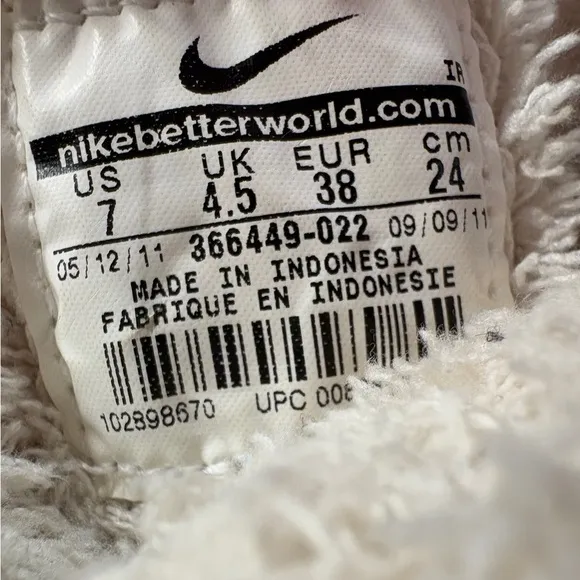 IR
nikebetterworld.com
US UK EUR cm
7 4.5 38 24
05/12/11 366449-022 09/09/11
MADE IN INDONESIA
FABRIQUE EN INDONESIE
102898670 UPC